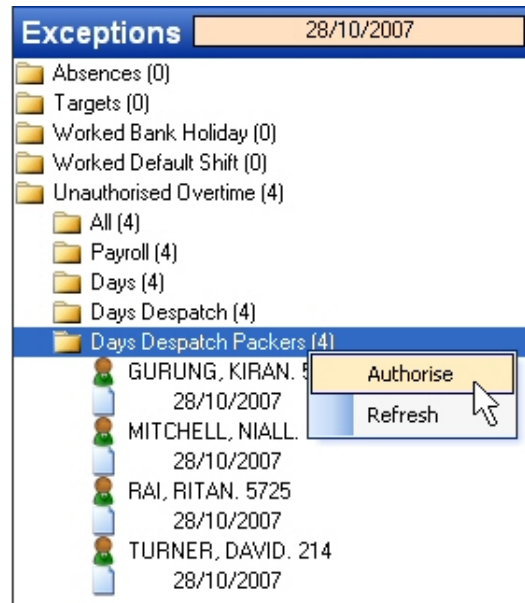 Exceptions 28/10/2007
Absences (0)
Targets (0)
Worked Bank Holiday (0)
Worked Default Shift (0)
Unauthorised Overtime (4)
All (4)
Payroll (4)
Days (4)
Days Despatch (4)
Days Despatch Packers (4)
GURUNG, KIRAN.
Authorise
28/10/2007
Refresh
MITCHELL, NIALL.
28/10/2007
RAI, RITAN. 5725
28/10/2007
TURNER, DAVID. 214
28/10/2007